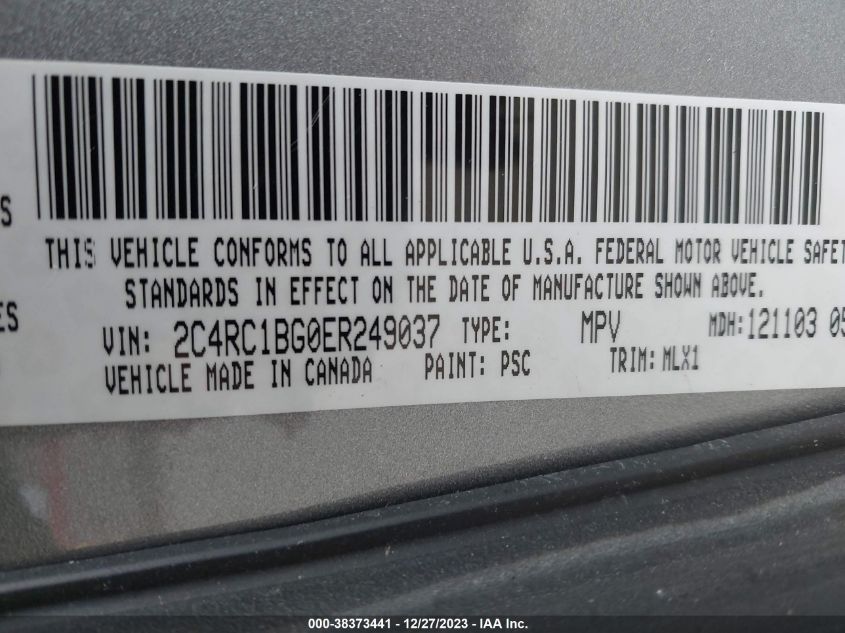 S
THIS VEHICLE CONFORMS TO ALL APPLICABLE U.S.A. FEDERAL MOTOR VEHICLE SAFET
STANDARDS IN EFFECT ON THE DATE OF MANUFACTURE SHOWN ABOVE.
ES
VIN: 2C4RC1BG0ER249037 TYPE: MPV MDH:121103 05
VEHICLE MADE IN CANADA PAINT: PSC TRIM: MLX1
000-38373441 – 12/27/2023 – IAA Inc.